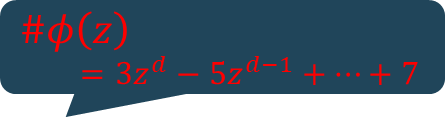 #ϕ(z)
= 3z^d − 5z^{d−1} + ⋯ + 7